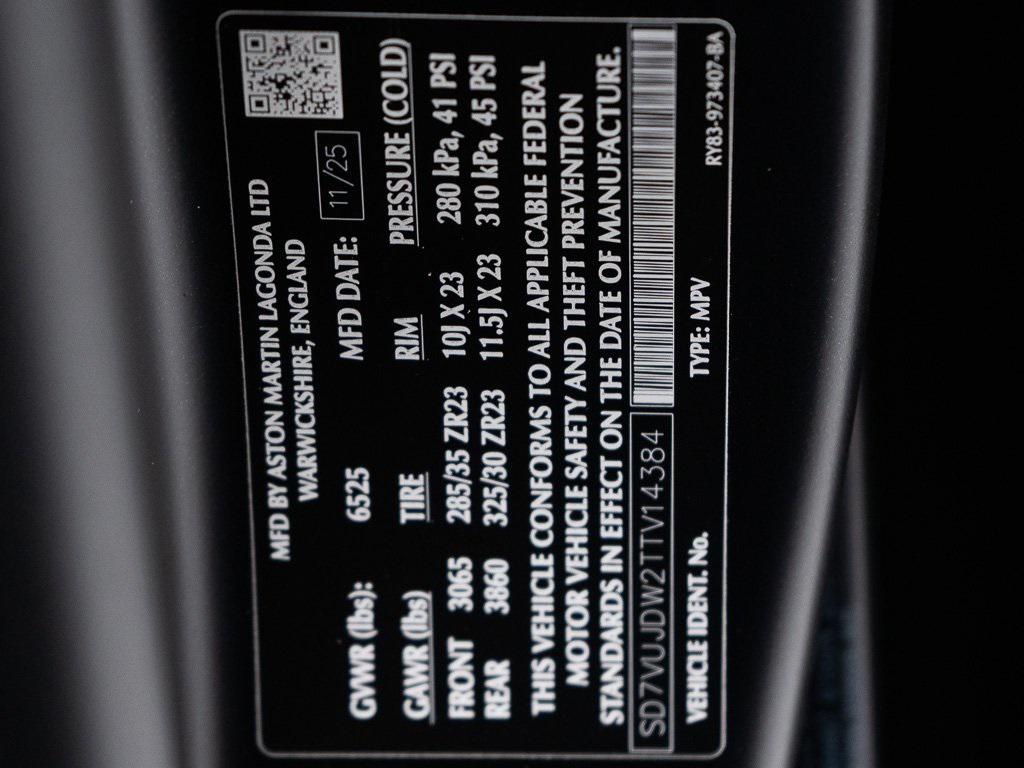 MFD BY ASTON MARTIN LAGONDA LTD
WARWICKSHIRE, ENGLAND
GVWR (lbs): 6525 MFD DATE: 11/25
GAWR (lbs) TIRE RIM PRESSURE (COLD)
FRONT 3065 285/35 ZR23 10J X 23 280 kPa, 41 PSI
REAR 3860 325/30 ZR23 11.5J X 23 310 kPa, 45 PSI
THIS VEHICLE CONFORMS TO ALL APPLICABLE FEDERAL
MOTOR VEHICLE SAFETY AND THEFT PREVENTION
STANDARDS IN EFFECT ON THE DATE OF MANUFACTURE.
SD7VUJDW2TTV14384
VEHICLE IDENT. No. TYPE: MPV RY83-973407-BA